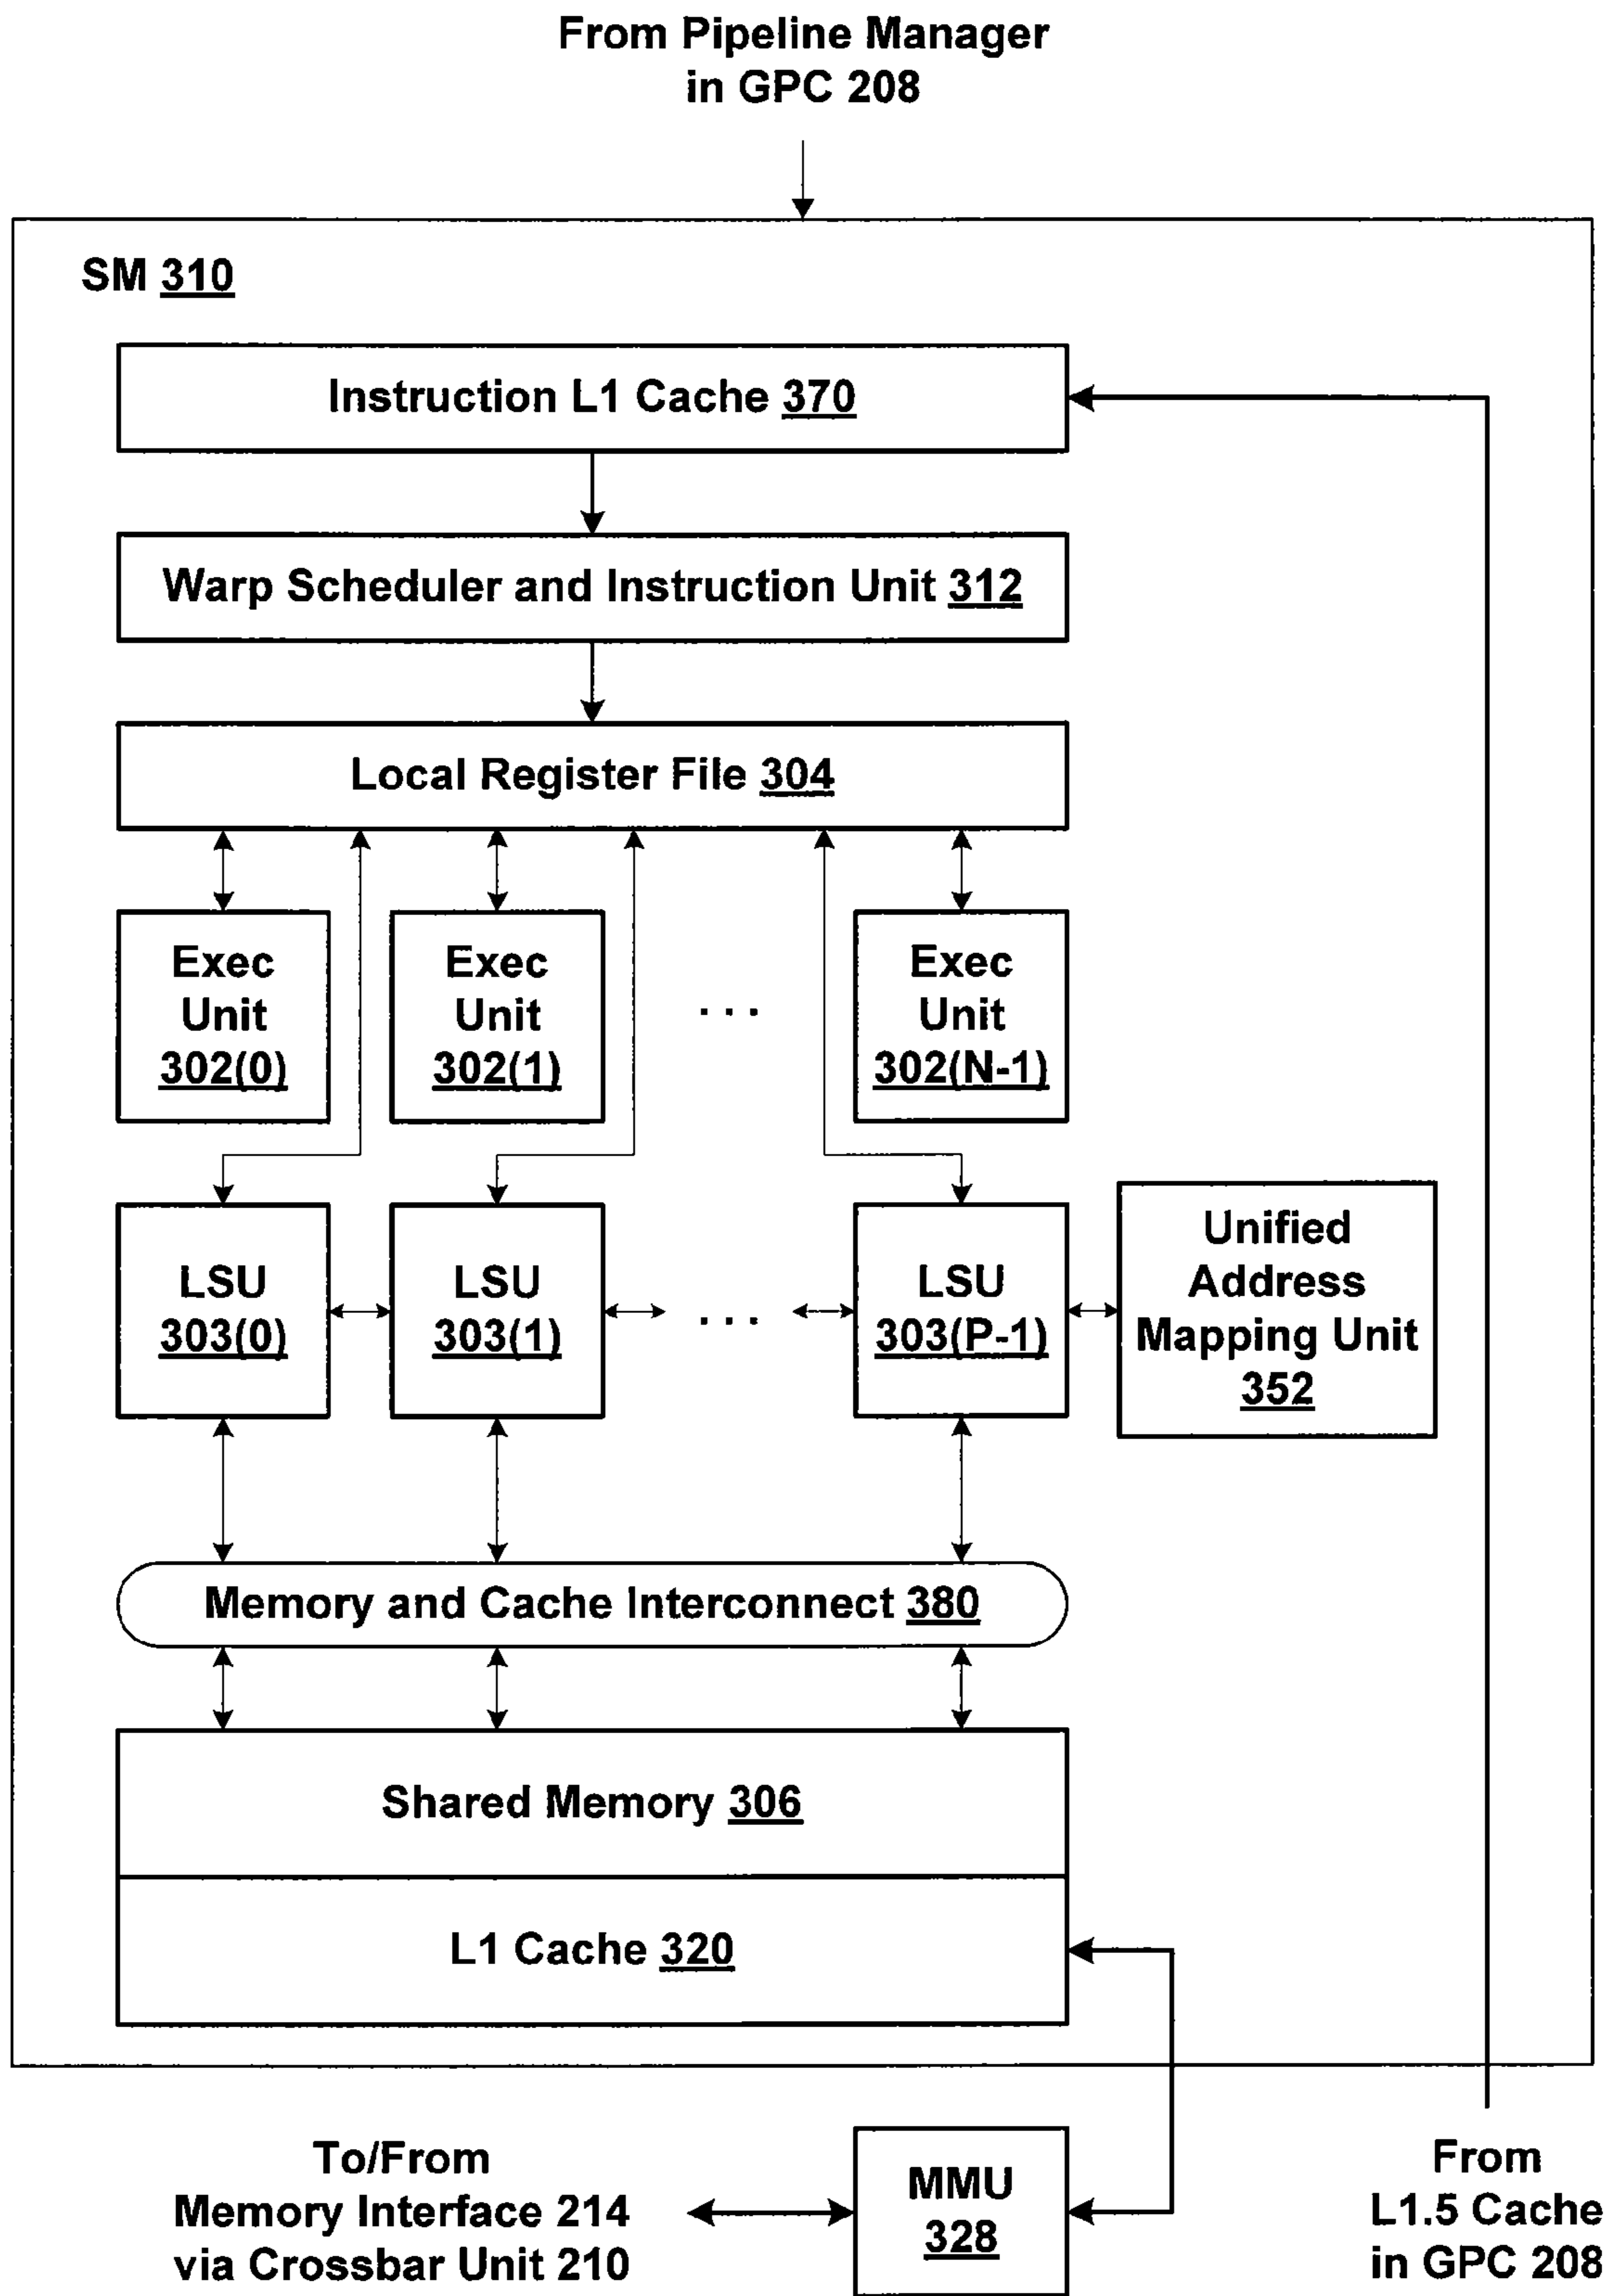 From Pipeline Manager
in GPC 208
SM 310
Instruction L1 Cache 370
Warp Scheduler and Instruction Unit 312
Local Register File 304
Exec
Unit
302(0)
Exec
Unit
302(1)
. . .
Exec
Unit
302(N-1)
LSU
303(0)
LSU
303(1)
. . .
LSU
303(P-1)
Unified
Address
Mapping Unit
352
Memory and Cache Interconnect 380
Shared Memory 306
L1 Cache 320
To/From
Memory Interface 214
via Crossbar Unit 210
MMU
328
From
L1.5 Cache
in GPC 208